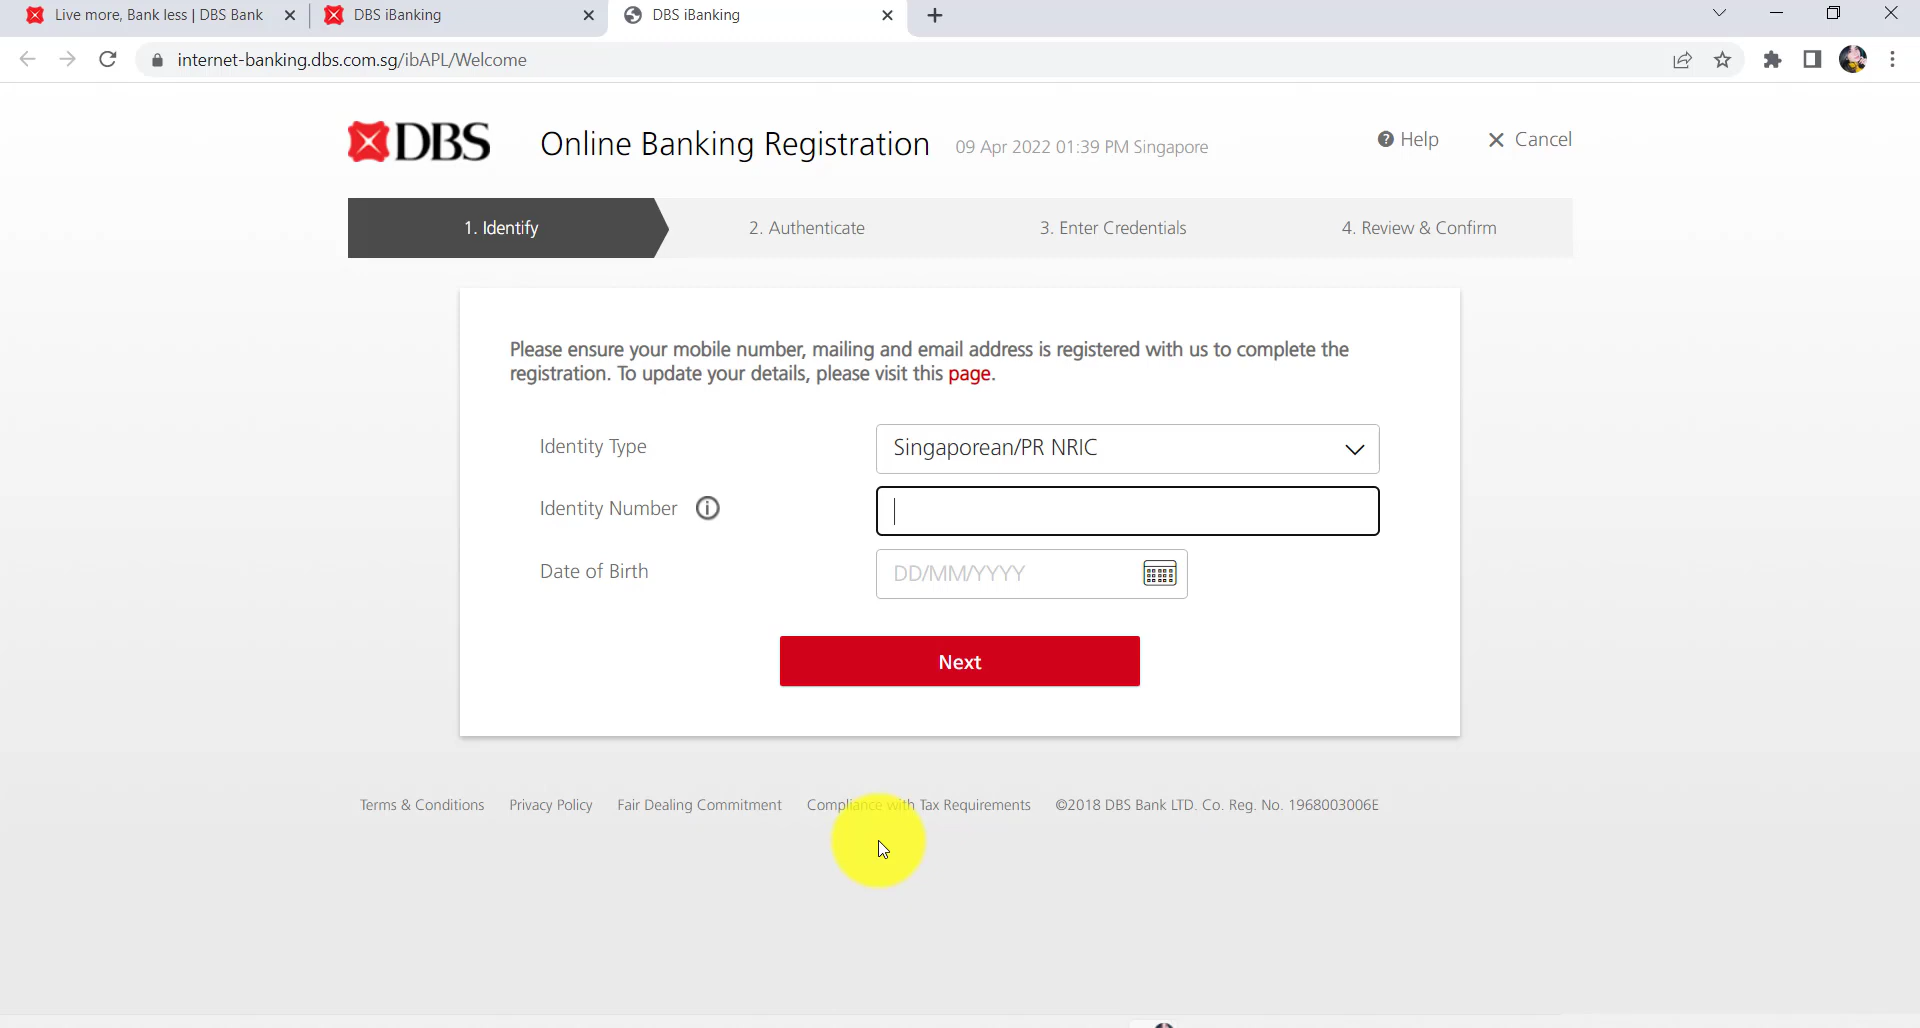 Live more, Bank less | DBS Bank
DBS iBanking
DBS iBanking
internet-banking.dbs.com.sg/ibAPL/Welcome
DBS
Online Banking Registration
09 Apr 2022 01:39 PM Singapore
Help
Cancel
1. Identify
2. Authenticate
3. Enter Credentials
4. Review & Confirm
Please ensure your mobile number, mailing and email address is registered with us to complete the
registration. To update your details, please visit this page.
Identity Type
Singaporean/PR NRIC
Identity Number
Date of Birth
DD/MM/YYYY
Next
Terms & Conditions
Privacy Policy
Fair Dealing Commitment
Compliance with Tax Requirements
©2018 DBS Bank LTD. Co. Reg. No. 1968003006E